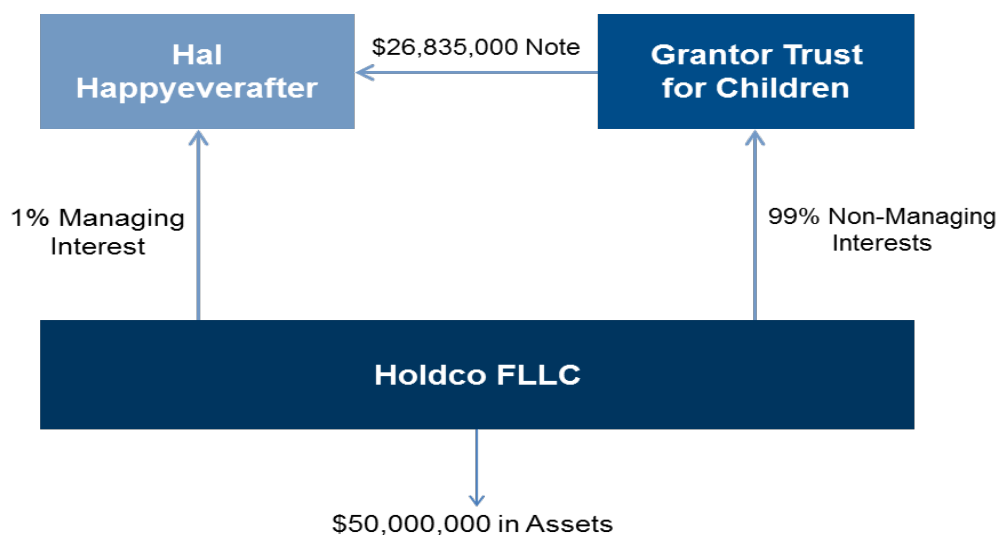 Hal
Happyeverafter
$26,835,000 Note
Grantor Trust
for Children
1% Managing
Interest
99% Non-Managing
Interests
Holdco FLLC
$50,000,000 in Assets